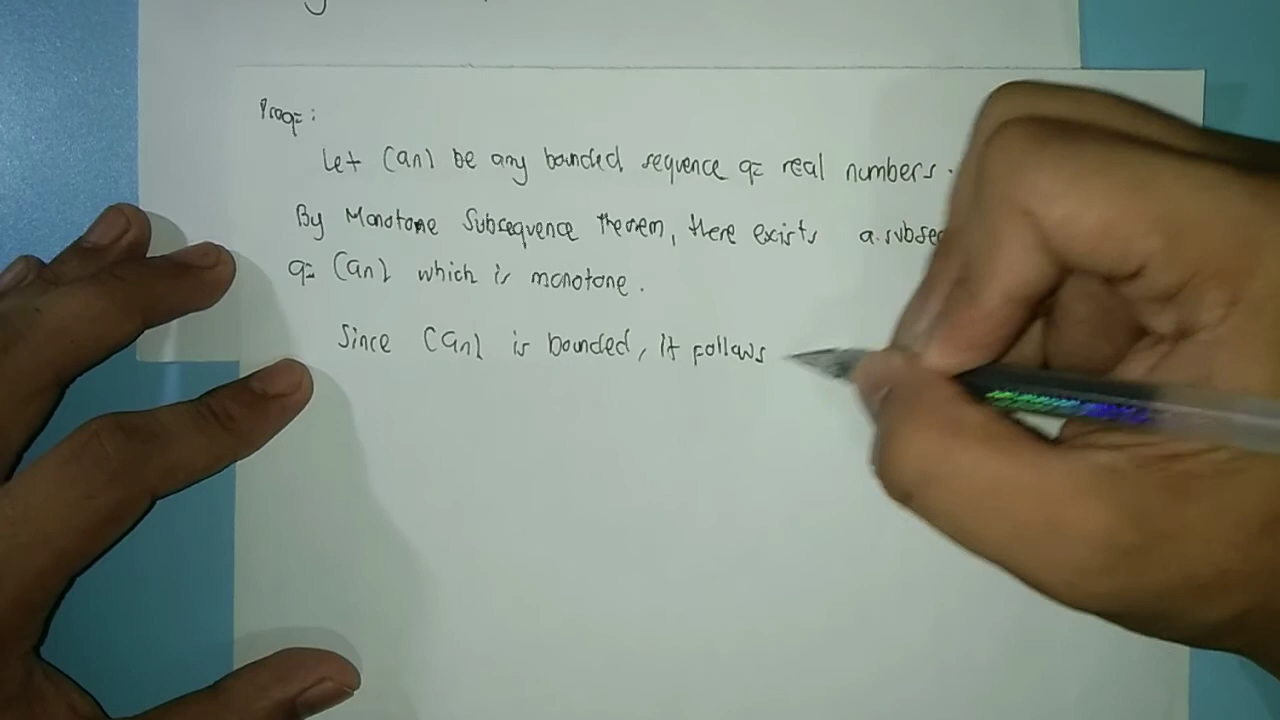 Proof:
Let (an) be any bounded sequence of real numbers.
By Monotone Subsequence Theorem, there exists a subseq
of (an) which is monotone.
Since (an) is bounded, it follows